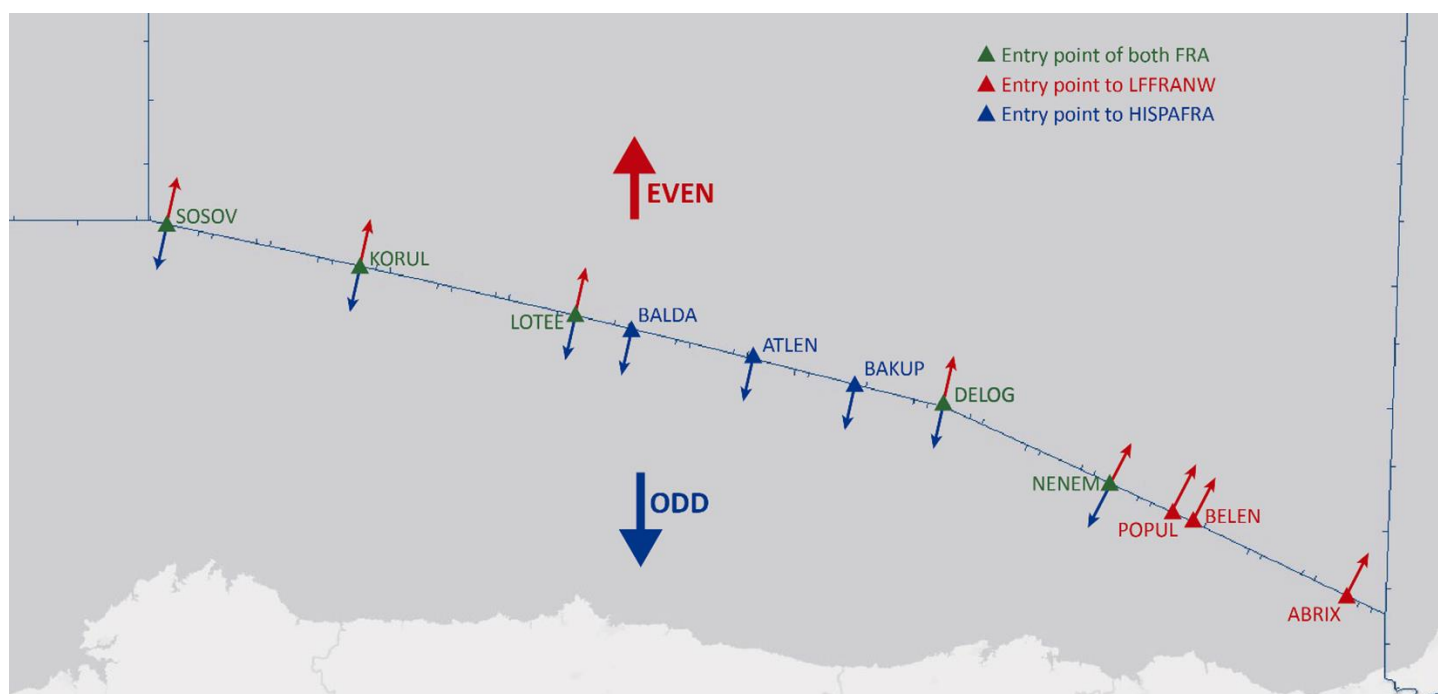 Entry point of both FRA
Entry point to LFFRANW
Entry point to HISPAFRA
EVEN
SOSOV
KORUL
LOTEE
BALDA
ATLEN
BAKUP
DELOG
NENEM
ODD
POPUL
BELEN
ABRIX